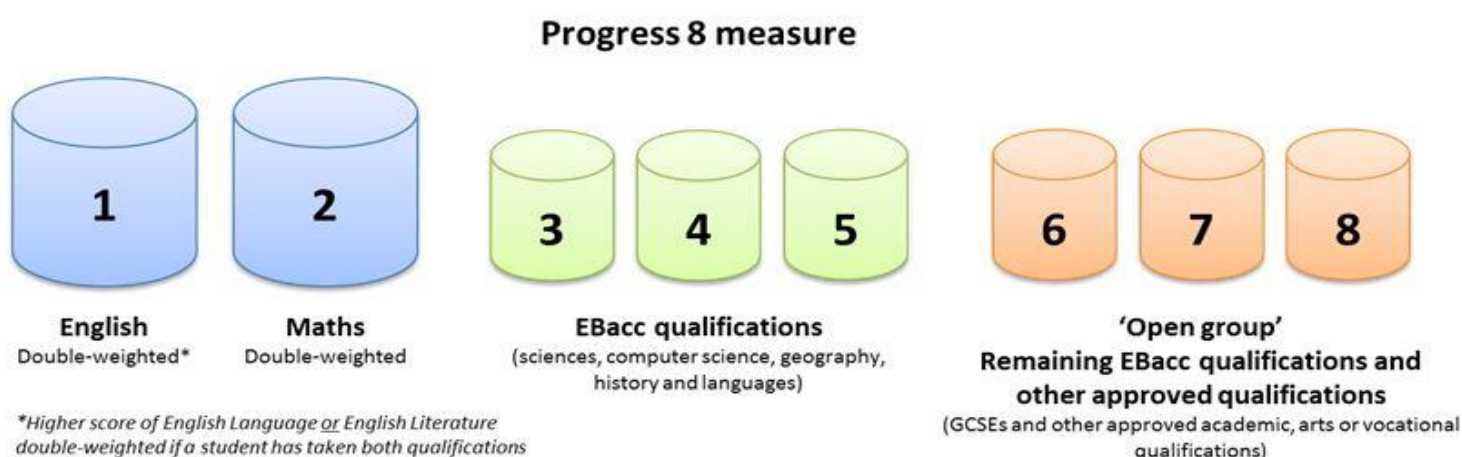 Progress 8 measure
1
2
3
4
5
6
7
8
English
Double-weighted*
Maths
Double-weighted
EBacc qualifications
(sciences, computer science, geography,
history and languages)
‘Open group’
Remaining EBacc qualifications and
other approved qualifications
(GCSEs and other approved academic, arts or vocational
qualifications)
*Higher score of English Language or English Literature
double-weighted if a student has taken both qualifications